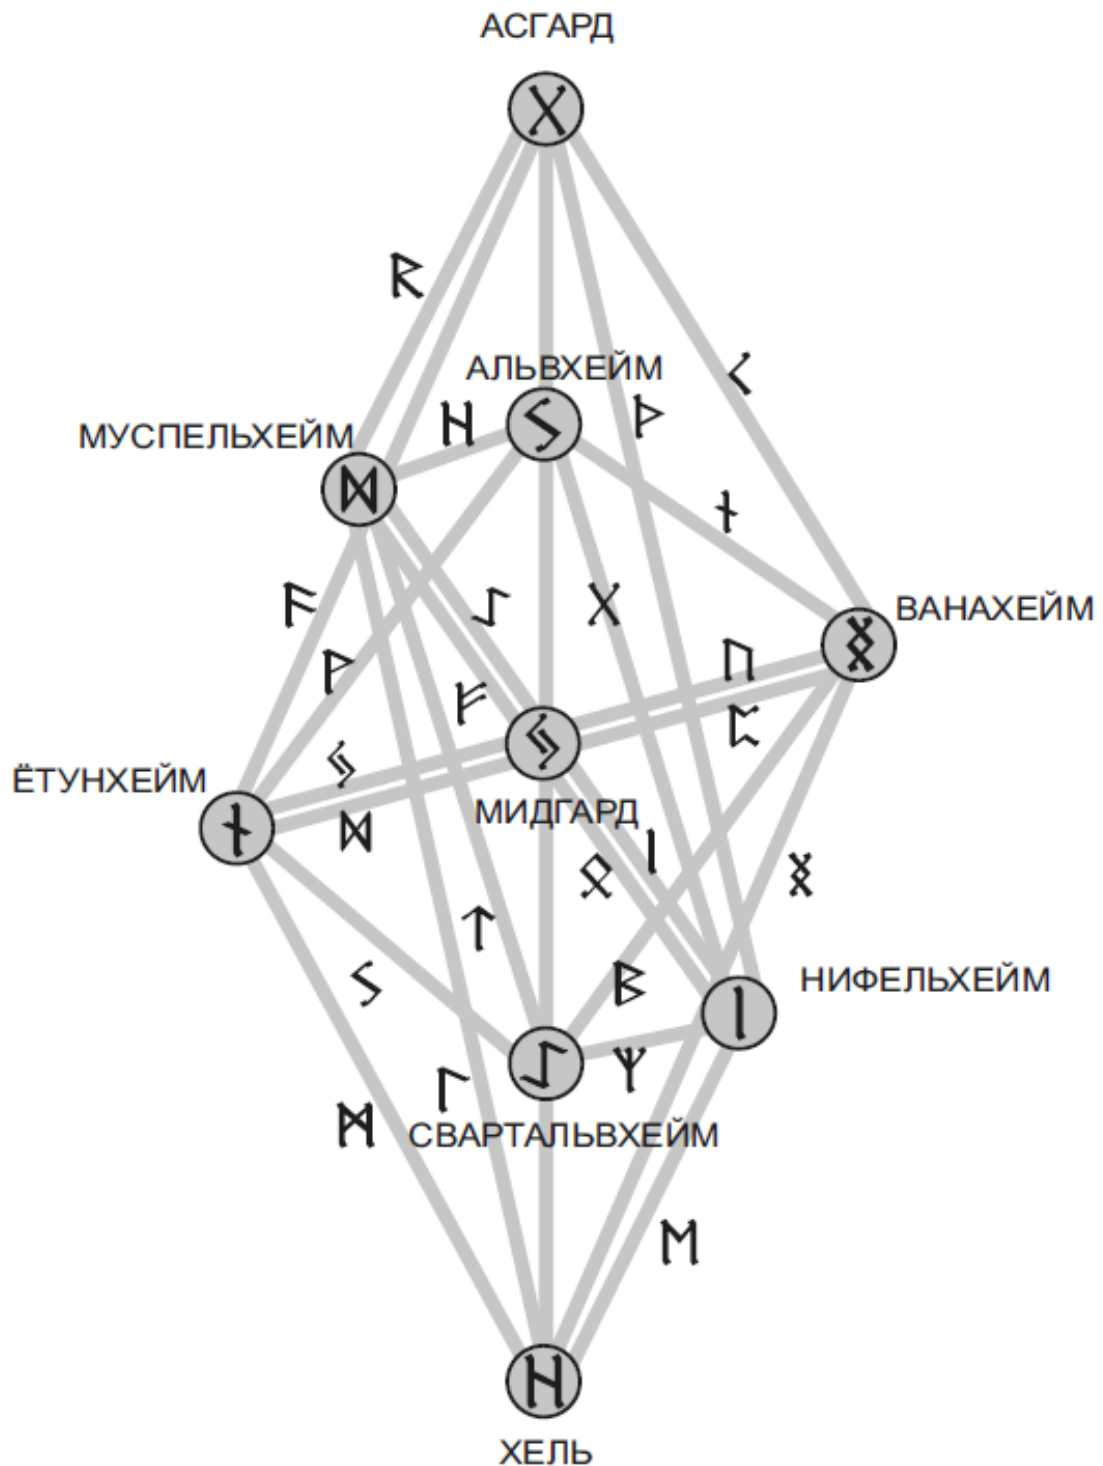 АСГАРД
ᚷ
ᚱ
АЛЬВХЕЙМ
ᚲ
ᚺ
ᛊ
ᚦ
МУСПЕЛЬХЕЙМ
ᛞ
ᚾ
ᚨ
ᛇ
ᚷ
ВАНАХЕЙМ
ᛝ
ᚹ
ᚠ
ᚢ
ᛈ
ᛃ
ᛃ
ЁТУНХЕЙМ
ᚾ
ᛞ
МИДГАРД
ᛟ
ᛁ
ᛝ
ᛏ
ᛊ
ᛒ
НИФЕЛЬХЕЙМ
ᛁ
ᛇ
ᛉ
ᛚ
ᛗ
СВАРТАЛЬВХЕЙМ
ᛖ
ᚺ
ХЕЛЬ